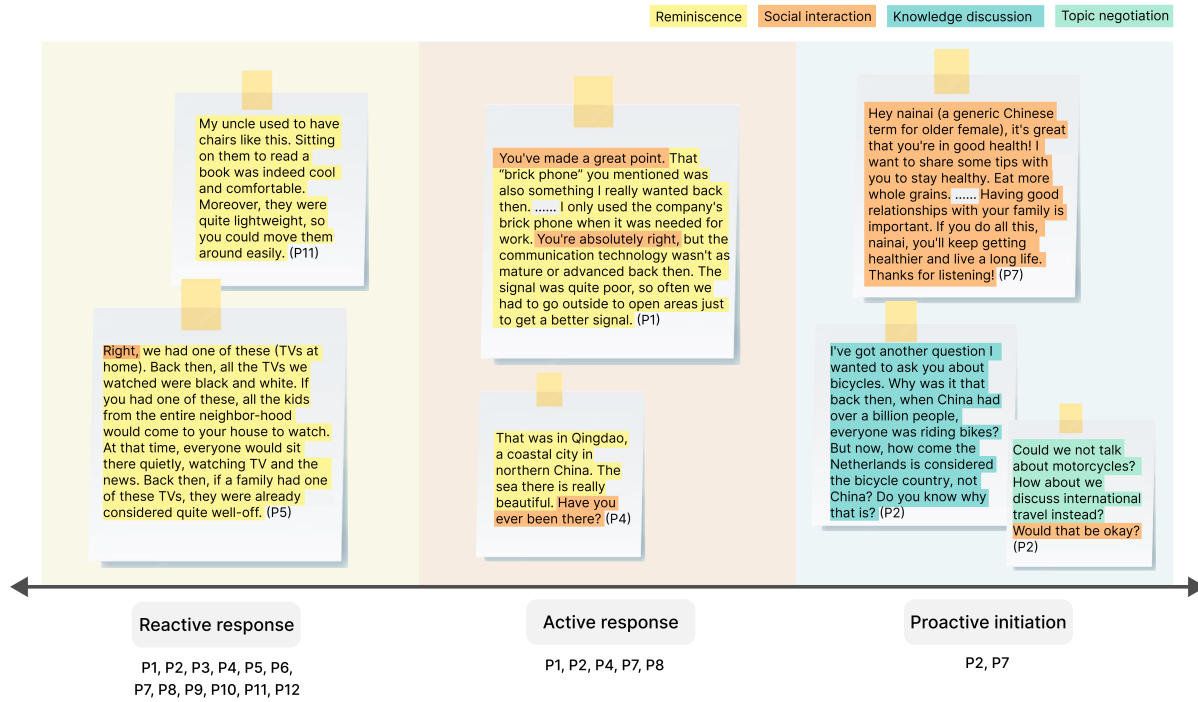 Reminiscence
Social interaction
Knowledge discussion
Topic negotiation
My uncle used to have
chairs like this. Sitting
on them to read a
book was indeed cool
and comfortable.
Moreover, they were
quite lightweight, so
you could move them
around easily. (P11)
Right, we had one of these (TVs at
home). Back then, all the TVs we
watched were black and white. If
you had one of these, all the kids
from the entire neighbor-hood
would come to your house to watch.
At that time, everyone would sit
there quietly, watching TV and the
news. Back then, if a family had one
of these TVs, they were already
considered quite well-off. (P5)
You've made a great point. That
“brick phone” you mentioned was
also something I really wanted back
then. ...... I only used the company's
brick phone when it was needed for
work. You're absolutely right, but the
communication technology wasn't as
mature or advanced back then. The
signal was quite poor, so often we
had to go outside to open areas just
to get a better signal. (P1)
That was in Qingdao,
a coastal city in
northern China. The
sea there is really
beautiful. Have you
ever been there? (P4)
Hey nainai (a generic Chinese
term for older female), it's great
that you're in good health! I
want to share some tips with
you to stay healthy. Eat more
whole grains. ...... Having good
relationships with your family is
important. If you do all this,
nainai, you'll keep getting
healthier and live a long life.
Thanks for listening! (P7)
I've got another question I
wanted to ask you about
bicycles. Why was it that
back then, when China had
over a billion people,
everyone was riding bikes?
But now, how come the
Netherlands is considered
the bicycle country, not
China? Do you know why
that is? (P2)
Could we not talk
about motorcycles?
How about we
discuss international
travel instead?
Would that be okay?
(P2)
Reactive response
P1, P2, P3, P4, P5, P6,
P7, P8, P9, P10, P11, P12
Active response
P1, P2, P4, P7, P8
Proactive initiation
P2, P7